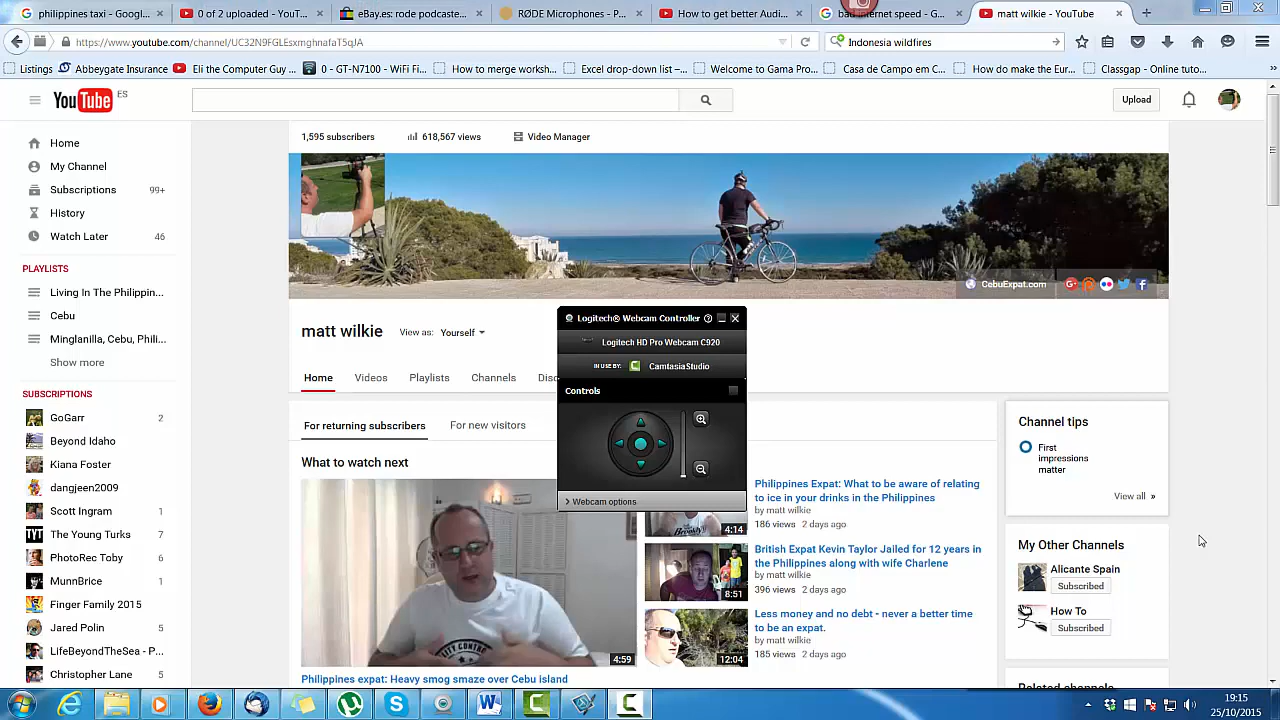 philippines taxi - Googl...
0 of 2 uploaded - YouT...
eBay.es: rode podcaste...
RØDE Microphones - P...
How to get better Audi...
bad internet speed - G...
matt wilkie - YouTube
https://www.youtube.com/channel/UC32N9FGLEsxmghnafaT5qJA
Indonesia wildfires
Listings
Abbeygate Insurance
Eli the Computer Guy
0 - GT-N7100 - WiFi Fi...
How to merge worksh...
Excel drop-down list –...
Welcome to Gama Pro...
Casa do Campo em C...
How do make the Eur...
Classgap - Online tuto...
YouTube ES
Upload
Home
My Channel
Subscriptions 99+
History
Watch Later 46
PLAYLISTS
Living In The Philippin...
Cebu
Minglanilla, Cebu, Phili...
Show more
SUBSCRIPTIONS
GoGarr 2
Beyond Idaho
Kiana Foster
dangjeen2009
Scott Ingram 1
The Young Turks 7
PhotoRec Toby 6
MunnBrice 1
Finger Family 2015
Jared Polin 5
LifeBeyondTheSea - P...
Christopher Lane 5
1,595 subscribers
618,567 views
Video Manager
CebuExpat.com
matt wilkie
View as: Yourself
Home
Videos
Playlists
Channels
Disc
Logitech® Webcam Controller
Logitech HD Pro Webcam C920
IN USE BY: CamtasiaStudio
Controls
Webcam options
For returning subscribers
For new visitors
What to watch next
4:59
Philippines expat: Heavy smog smaze over Cebu island
4:14
Philippines Expat: What to be aware of relating
to ice in your drinks in the Philippines
by matt wilkie
186 views 2 days ago
8:51
British Expat Kevin Taylor Jailed for 12 years in
the Philippines along with wife Charlene
by matt wilkie
396 views 2 days ago
12:04
Less money and no debt - never a better time
to be an expat.
by matt wilkie
185 views 2 days ago
Channel tips
First
impressions
matter
View all »
My Other Channels
Alicante Spain
Subscribed
How To
Subscribed
Related channels
19:15
25/10/2015